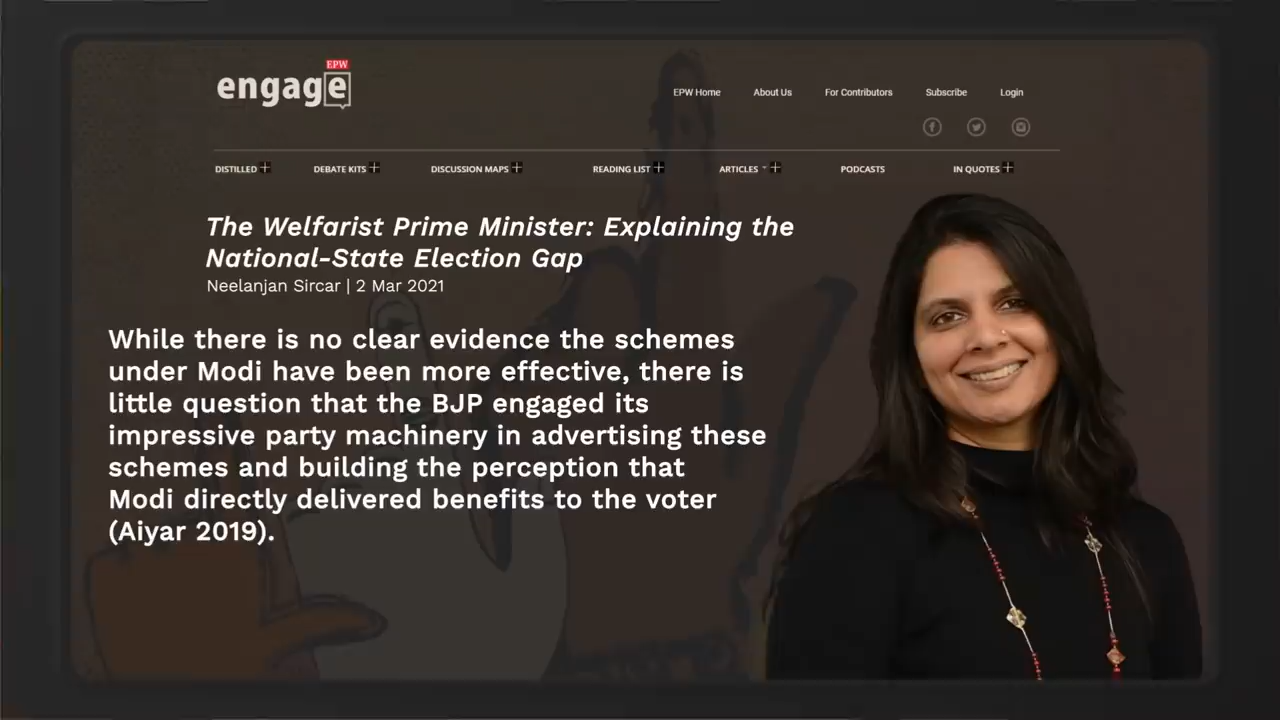 EPW
engage
EPW Home About Us For Contributors Subscribe Login
DISTILLED DEBATE KITS DISCUSSION MAPS READING LIST ARTICLES PODCASTS IN QUOTES
The Welfarist Prime Minister: Explaining the
National-State Election Gap
Neelanjan Sircar | 2 Mar 2021
While there is no clear evidence the schemes
under Modi have been more effective, there is
little question that the BJP engaged its
impressive party machinery in advertising these
schemes and building the perception that
Modi directly delivered benefits to the voter
(Aiyar 2019).